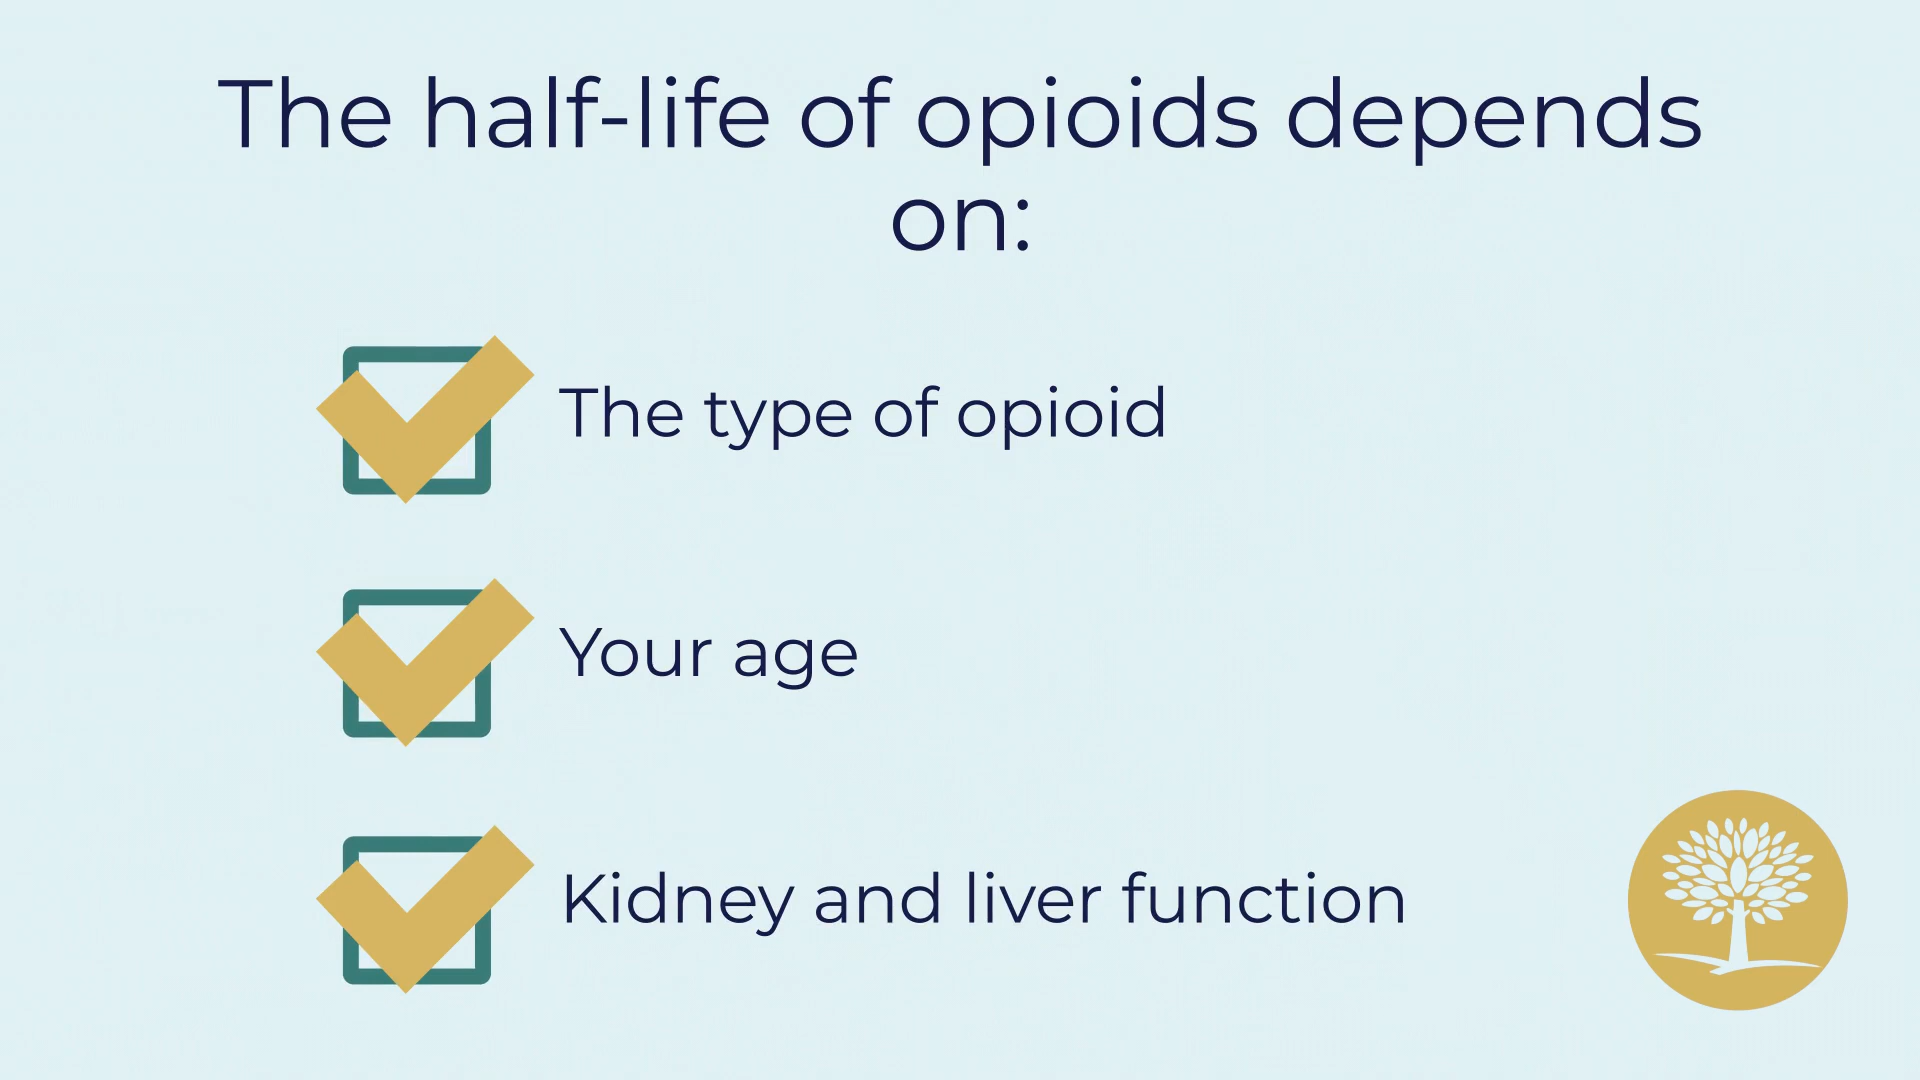 The half-life of opioids depends
on:
The type of opioid
Your age
Kidney and liver function